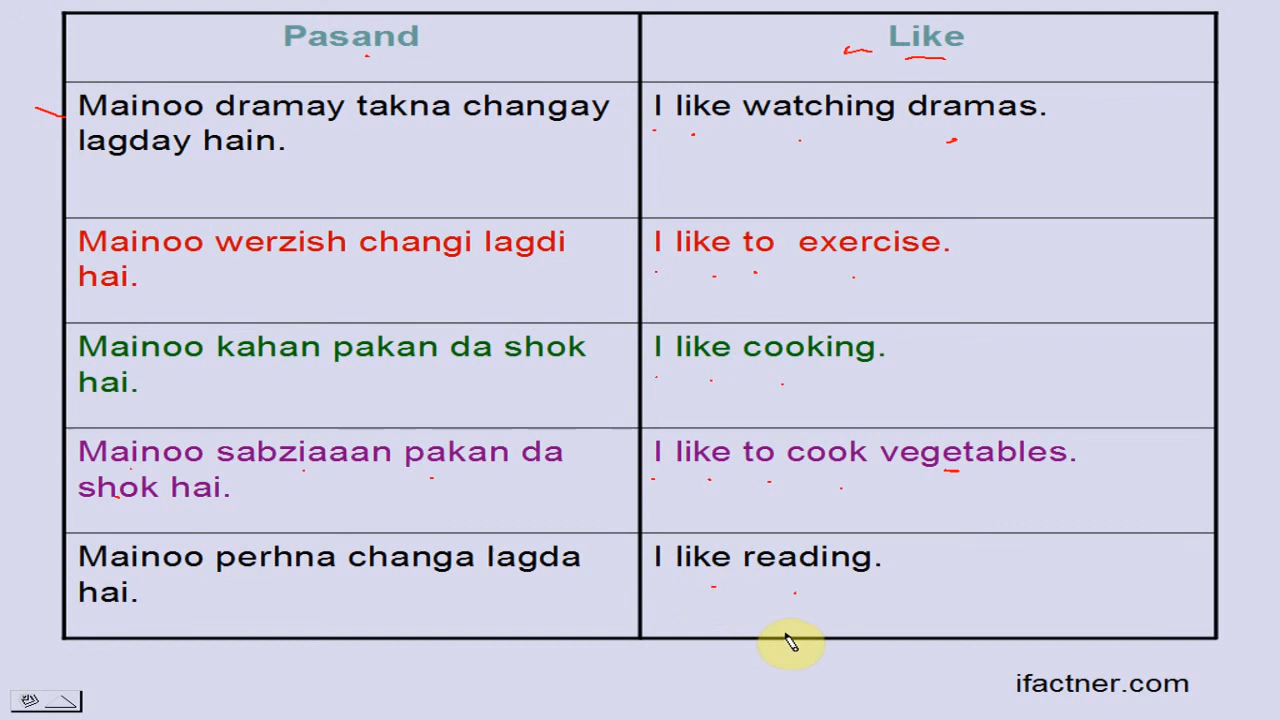 Pasand
Like
Mainoo dramay takna changay
lagday hain.
I like watching dramas.
Mainoo werzish changi lagdi
hai.
I like to exercise.
Mainoo kahan pakan da shok
hai.
I like cooking.
Mainoo sabziaaan pakan da
shok hai.
I like to cook vegetables.
Mainoo perhna changa lagda
hai.
I like reading.
ifactner.com